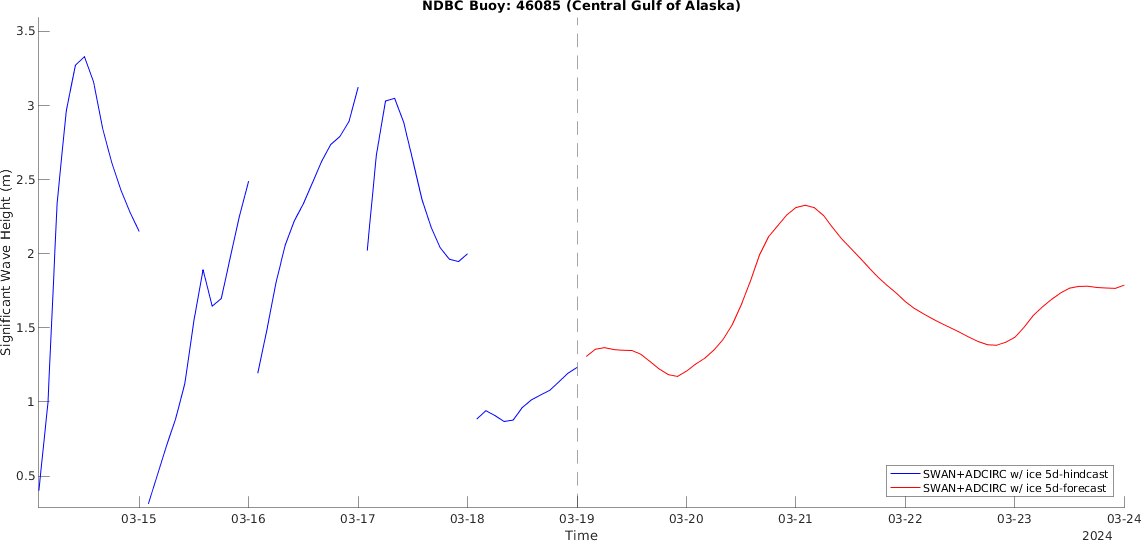 NDBC Buoy: 46085 (Central Gulf of Alaska)
3.5
3
2.5
2
1.5
1
0.5
Significant Wave Height (m)
SWAN+ADCIRC w/ ice 5d-hindcast
SWAN+ADCIRC w/ ice 5d-forecast
03-15 03-16 03-17 03-18 03-19 03-20 03-21 03-22 03-23 03-24
Time
2024